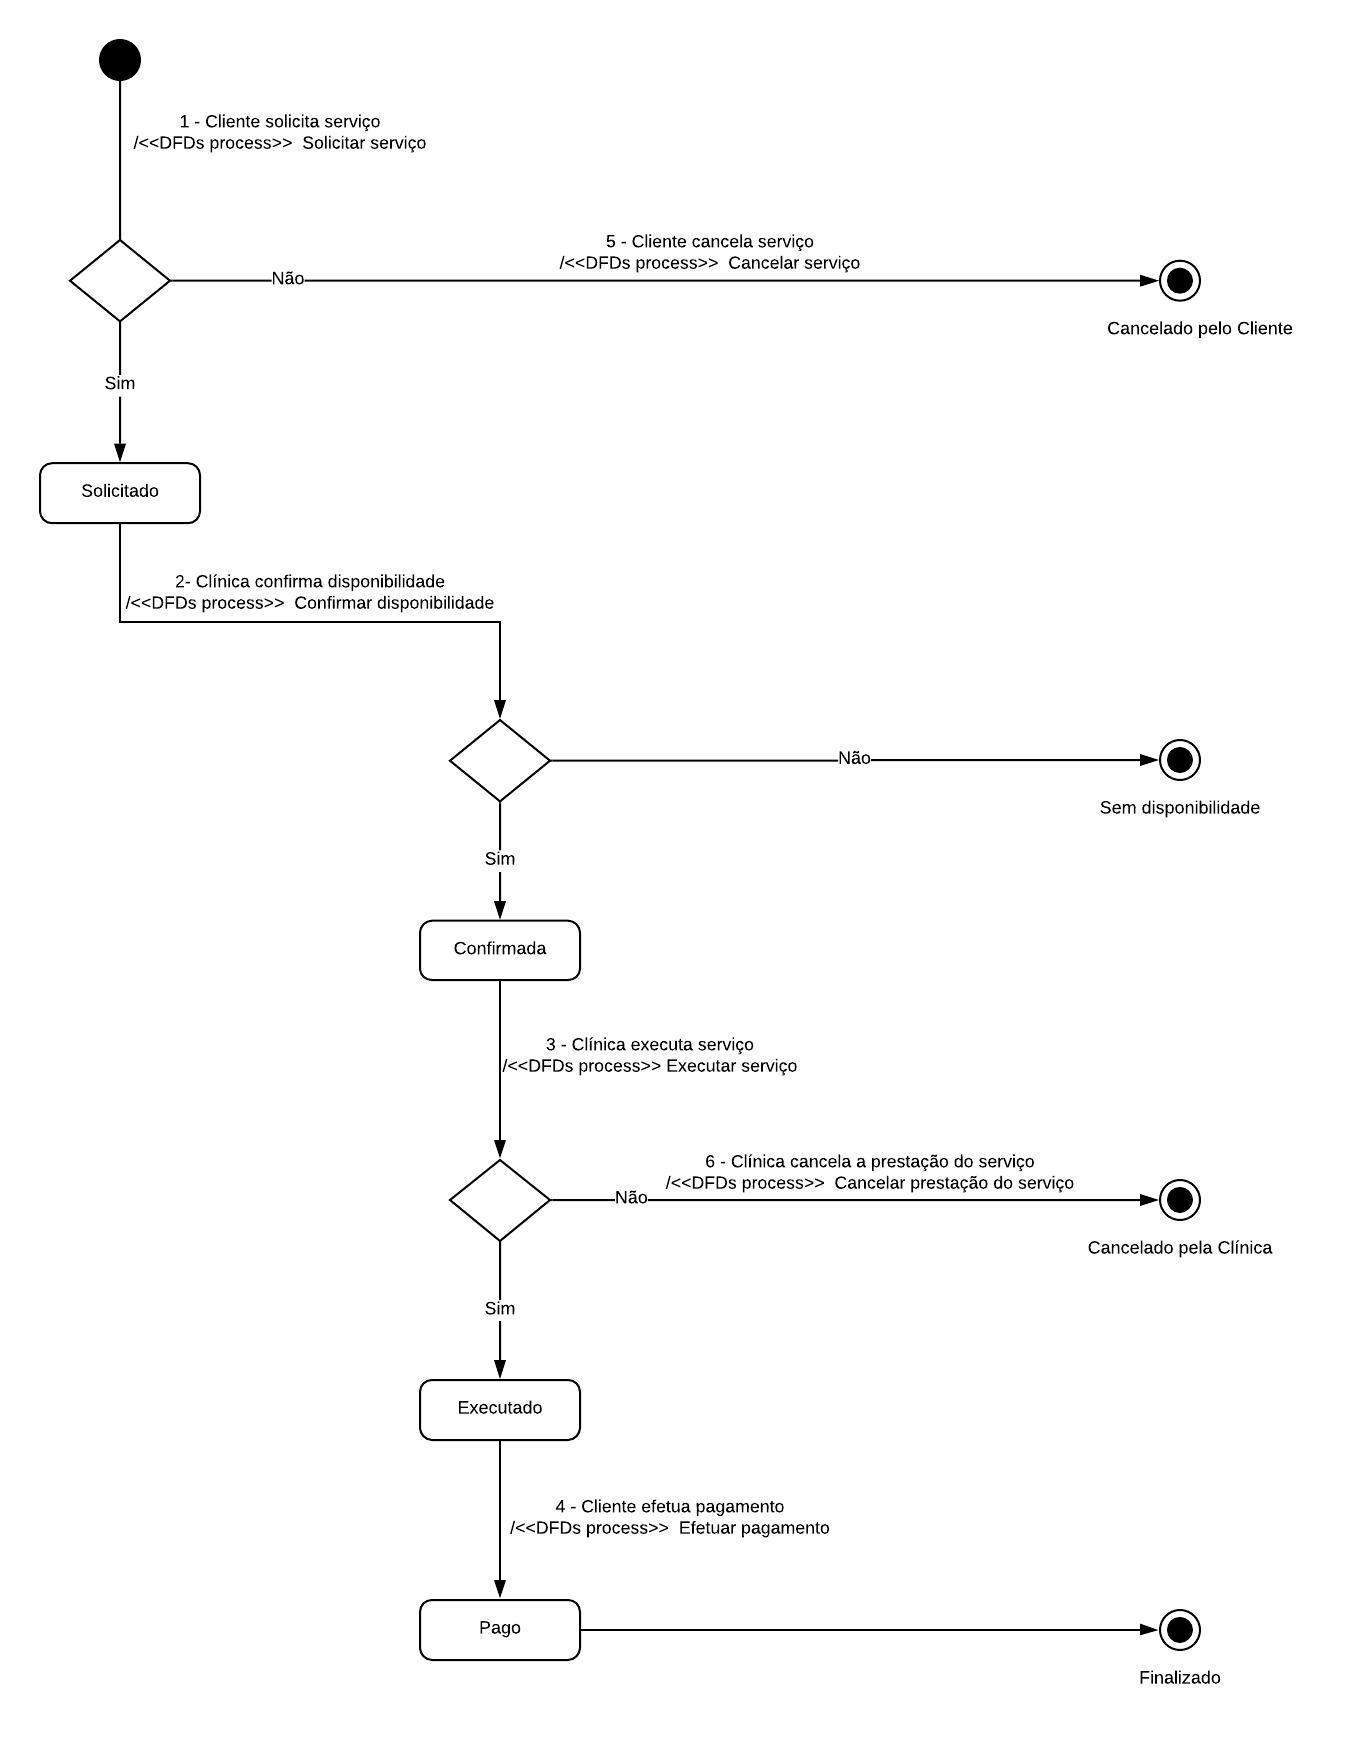 1 - Cliente solicita serviço
/<<DFDs process>>  Solicitar serviço
5 - Cliente cancela serviço
/<<DFDs process>>  Cancelar serviço
Não
Cancelado pelo Cliente
Sim
Solicitado
2- Clínica confirma disponibilidade
/<<DFDs process>>  Confirmar disponibilidade
Não
Sem disponibilidade
Sim
Confirmada
3 - Clínica executa serviço
/<<DFDs process>> Executar serviço
6 - Clínica cancela a prestação do serviço
/<<DFDs process>>  Cancelar prestação do serviço
Não
Cancelado pela Clínica
Sim
Executado
4 - Cliente efetua pagamento
/<<DFDs process>>  Efetuar pagamento
Pago
Finalizado